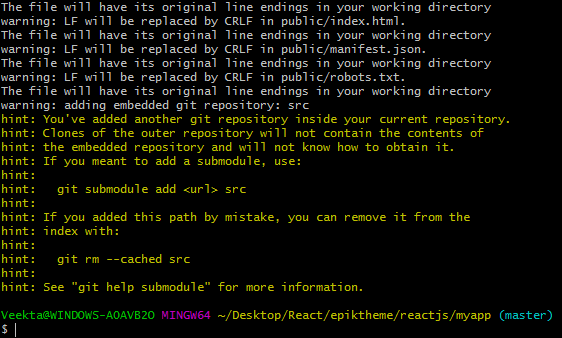 The file will have its original line endings in your working directory
warning: LF will be replaced by CRLF in public/index.html.
The file will have its original line endings in your working directory
warning: LF will be replaced by CRLF in public/manifest.json.
The file will have its original line endings in your working directory
warning: LF will be replaced by CRLF in public/robots.txt.
The file will have its original line endings in your working directory
warning: adding embedded git repository: src
hint: You've added another git repository inside your current repository.
hint: Clones of the outer repository will not contain the contents of
hint: the embedded repository and will not know how to obtain it.
hint: If you meant to add a submodule, use:
hint:
hint:   git submodule add <url> src
hint:
hint: If you added this path by mistake, you can remove it from the
hint: index with:
hint:
hint:   git rm --cached src
hint:
hint: See "git help submodule" for more information.

Veekta@WINDOWS-AOAVB2O MINGW64 ~/Desktop/React/epiktheme/reactjs/myapp (master)
$